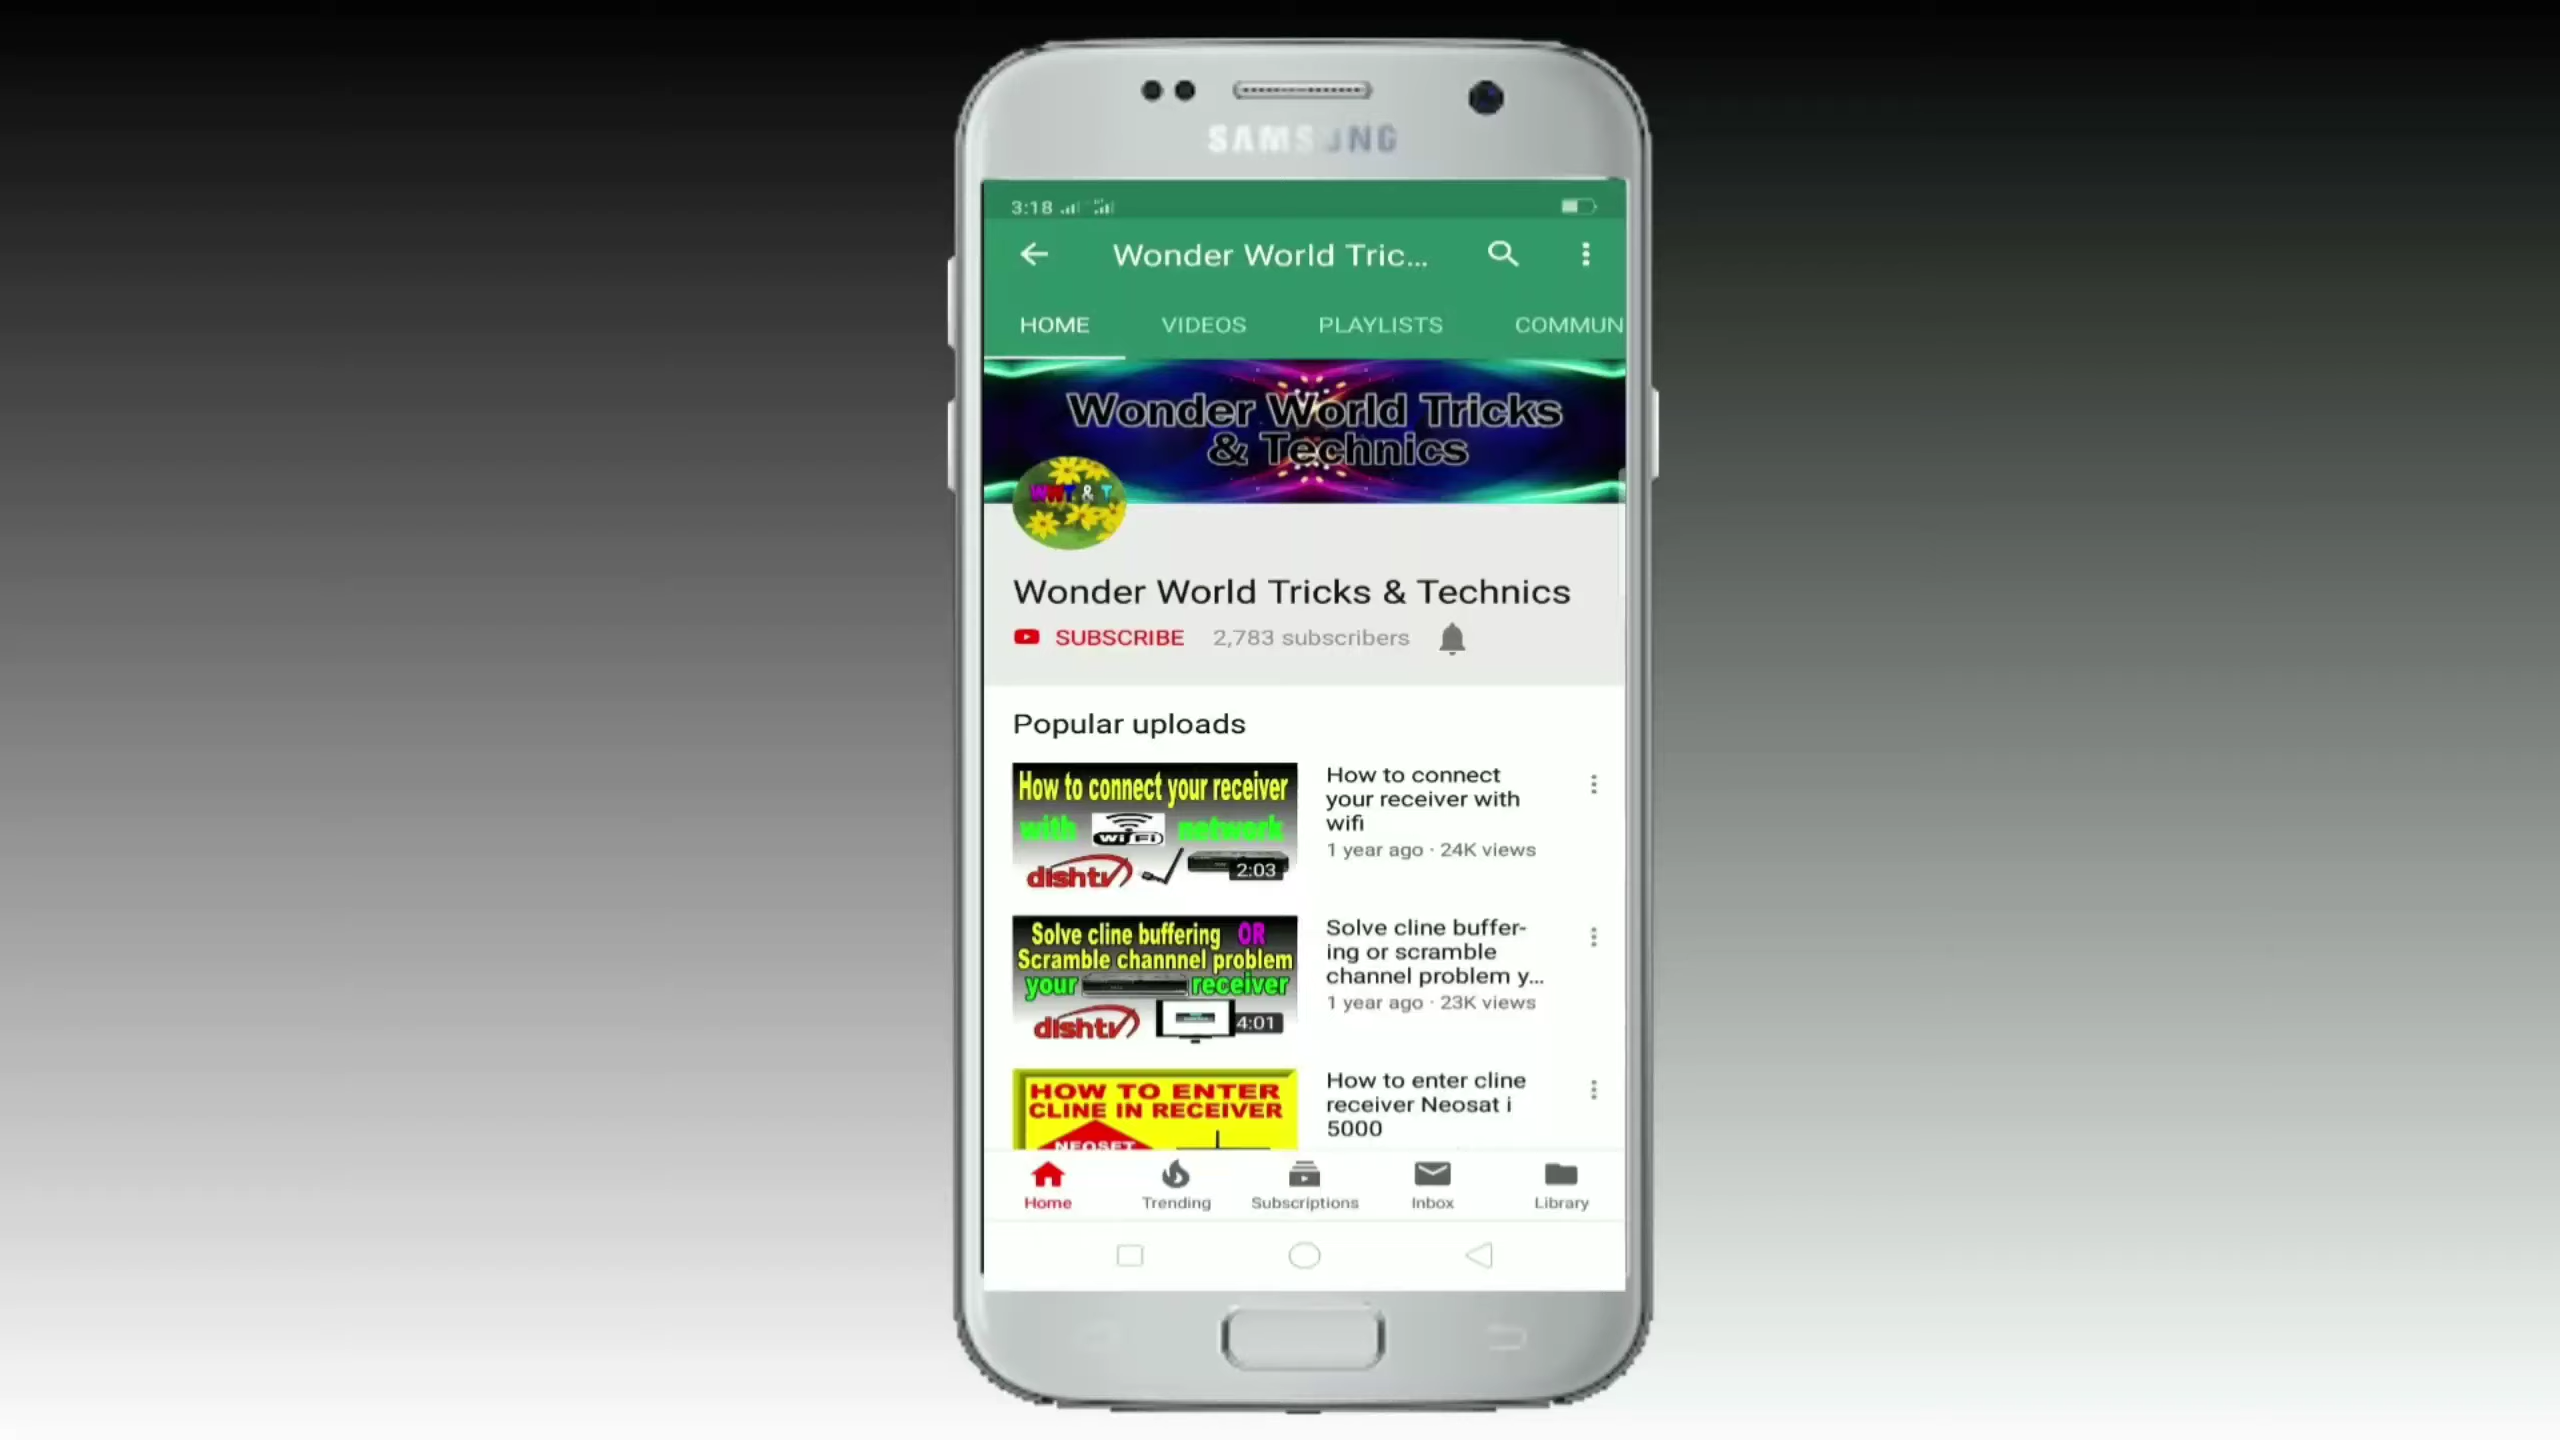 SAMSUNG
3:18
Wonder World Tric...
HOME VIDEOS PLAYLISTS COMMUN
Wonder World Tricks
& Technics
WWT & T
Wonder World Tricks & Technics
SUBSCRIBE 2,783 subscribers
Popular uploads
How to connect your receiver
with WiFi network
dishtv 2:03
How to connect
your receiver with
wifi
1 year ago · 24K views
Solve cline buffering OR
Scramble channnel problem
your receiver
dishtv 4:01
Solve cline buffer-
ing or scramble
channel problem y...
1 year ago · 23K views
HOW TO ENTER
CLINE IN RECEIVER
NEOSET
How to enter cline
receiver Neosat i
5000
Home Trending Subscriptions Inbox Library